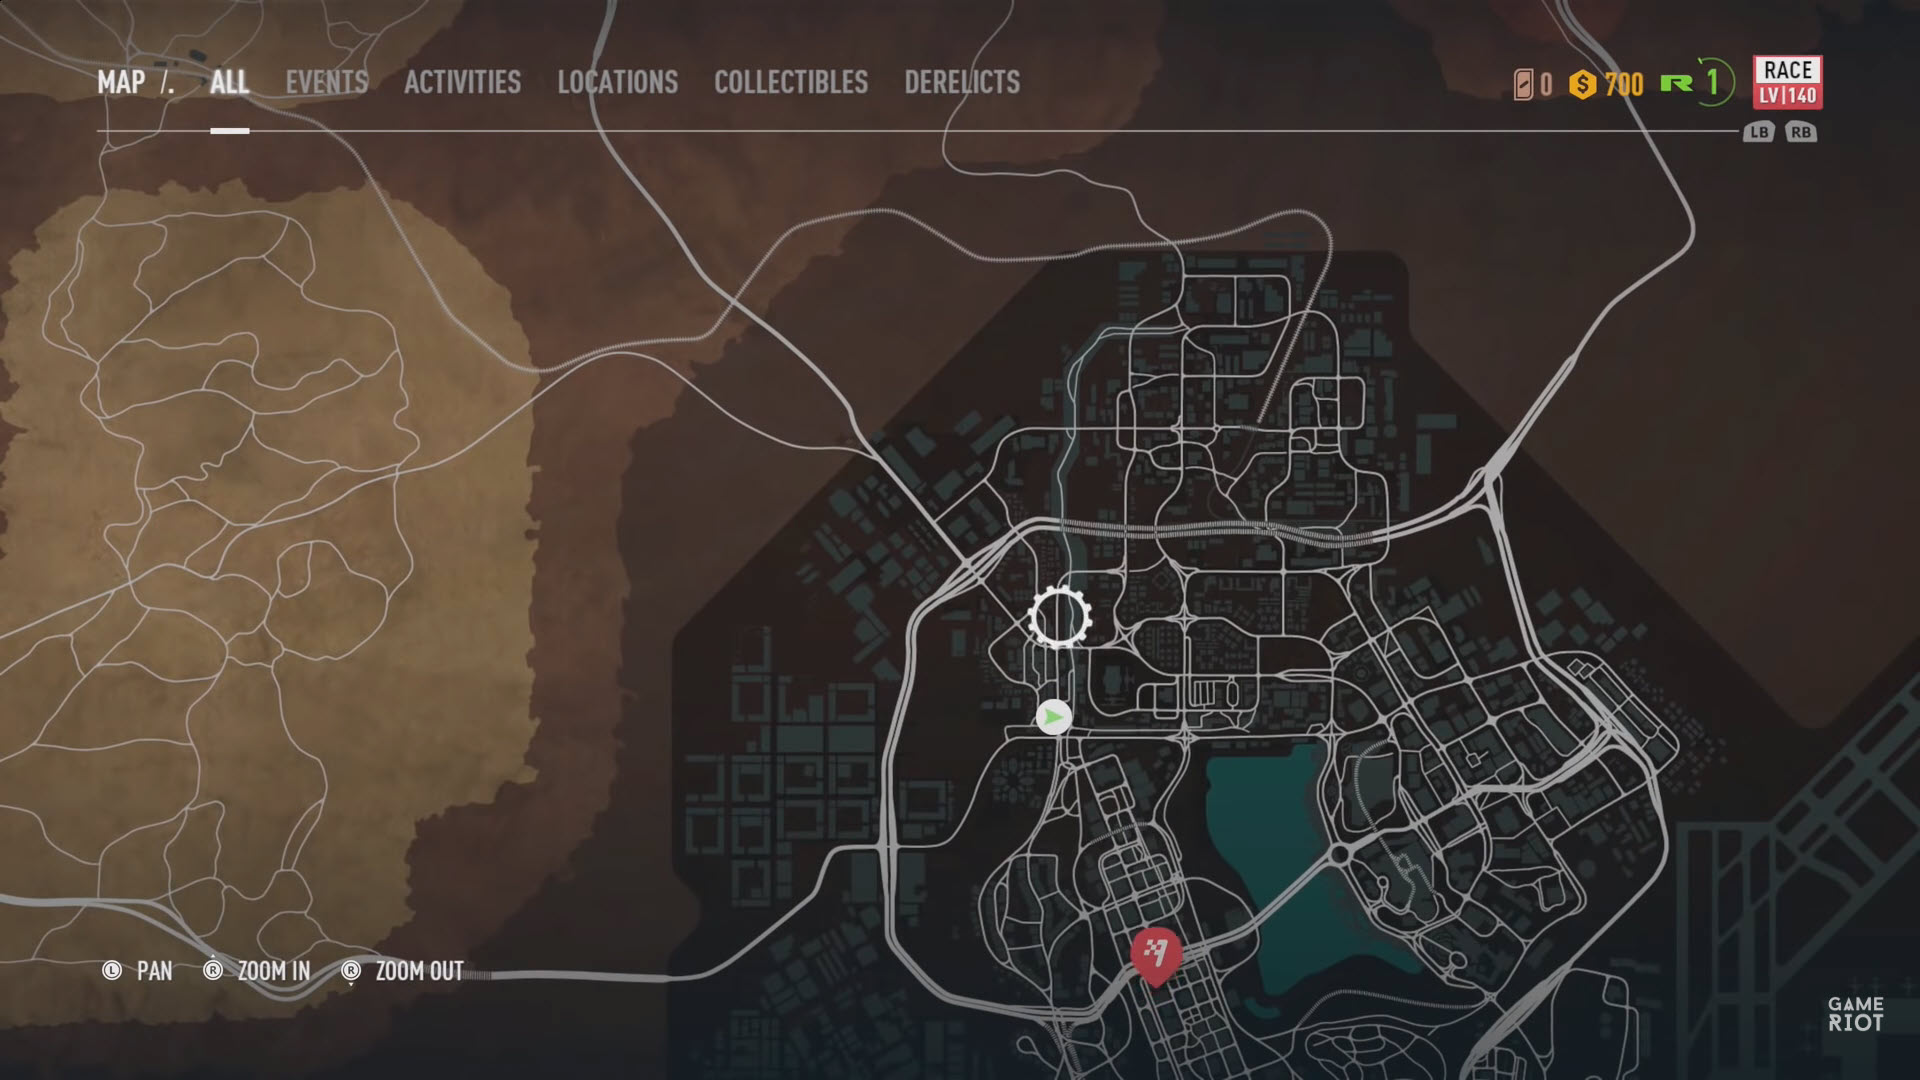 MAP /. ALL EVENTS ACTIVITIES LOCATIONS COLLECTIBLES DERELICTS
0 700 R 1
RACE
LV|140
LB RB
L PAN R ZOOM IN R ZOOM OUT
GAME
RIOT